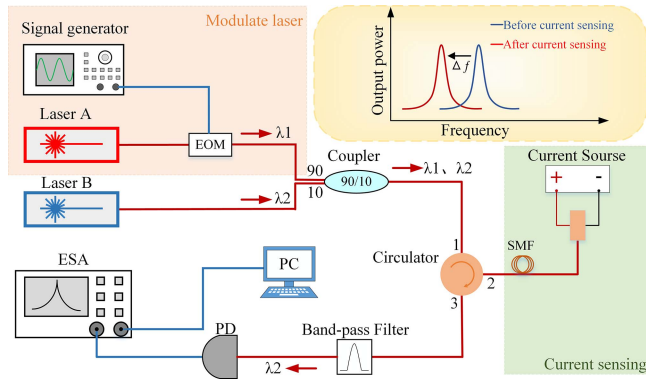 Modulate laser
Signal generator
Laser A
EOM
λ1
Laser B
λ2
90
10
Coupler
90/10
λ1、λ2
Output power
Before current sensing
After current sensing
Δ f
Frequency
Current Sourse
+
-
SMF
Current sensing
Circulator
1
2
3
ESA
PC
PD
Band-pass Filter
λ2